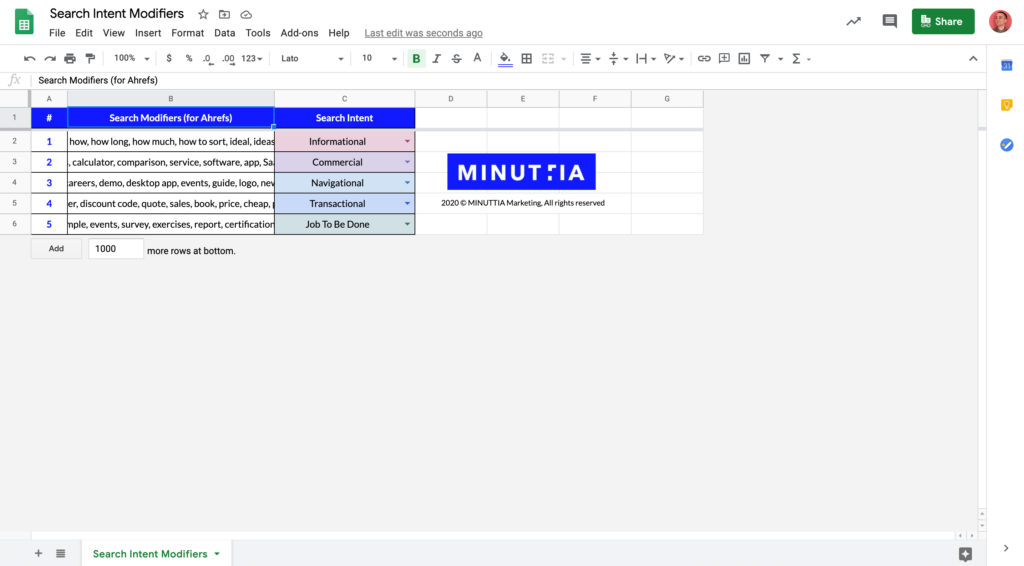 Search Intent Modifiers
File Edit View Insert Format Data Tools Add-ons Help Last edit was seconds ago
Share
100% $ % .0 .00 123 Lato 10 B I S A
fx Search Modifiers (for Ahrefs)
A B C D E F G
1 # Search Modifiers (for Ahrefs) Search Intent
2 1 how, how long, how much, how to sort, ideal, ideas Informational
3 2 , calculator, comparison, service, software, app, Saa Commercial
4 3 careers, demo, desktop app, events, guide, logo, new Navigational
5 4 er, discount code, quote, sales, book, price, cheap, Transactional
6 5 mple, events, survey, exercises, report, certification Job To Be Done
MINUTTIA
2020 © MINUTTIA Marketing, All rights reserved
Add 1000 more rows at bottom.
Search Intent Modifiers
31